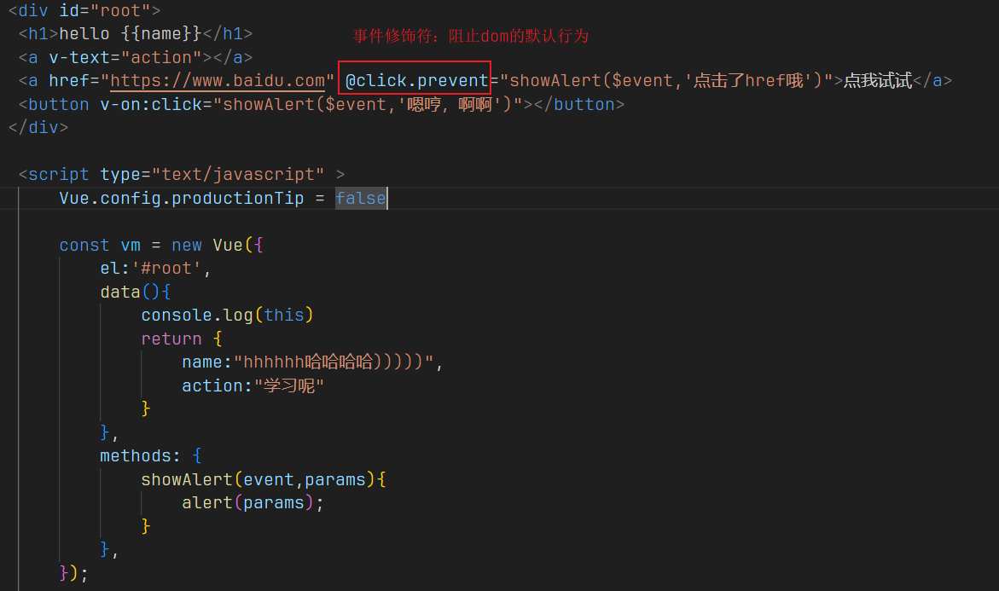 <div id="root">
<h1>hello {{name}}</h1>
事件修饰符：阻止dom的默认行为
<a v-text="action"></a>
<a href="https://www.baidu.com" @click.prevent="showAlert($event,'点击了href哦')">点我试试</a>
<button v-on:click="showAlert($event,'嗯哼，啊啊')"></button>
</div>
<script type="text/javascript" >
Vue.config.productionTip = false
const vm = new Vue({
el:'#root',
data(){
console.log(this)
return {
name:"hhhhhh哈哈哈哈)))))",
action:"学习呢"
}
},
methods: {
showAlert(event,params){
alert(params);
}
},
});